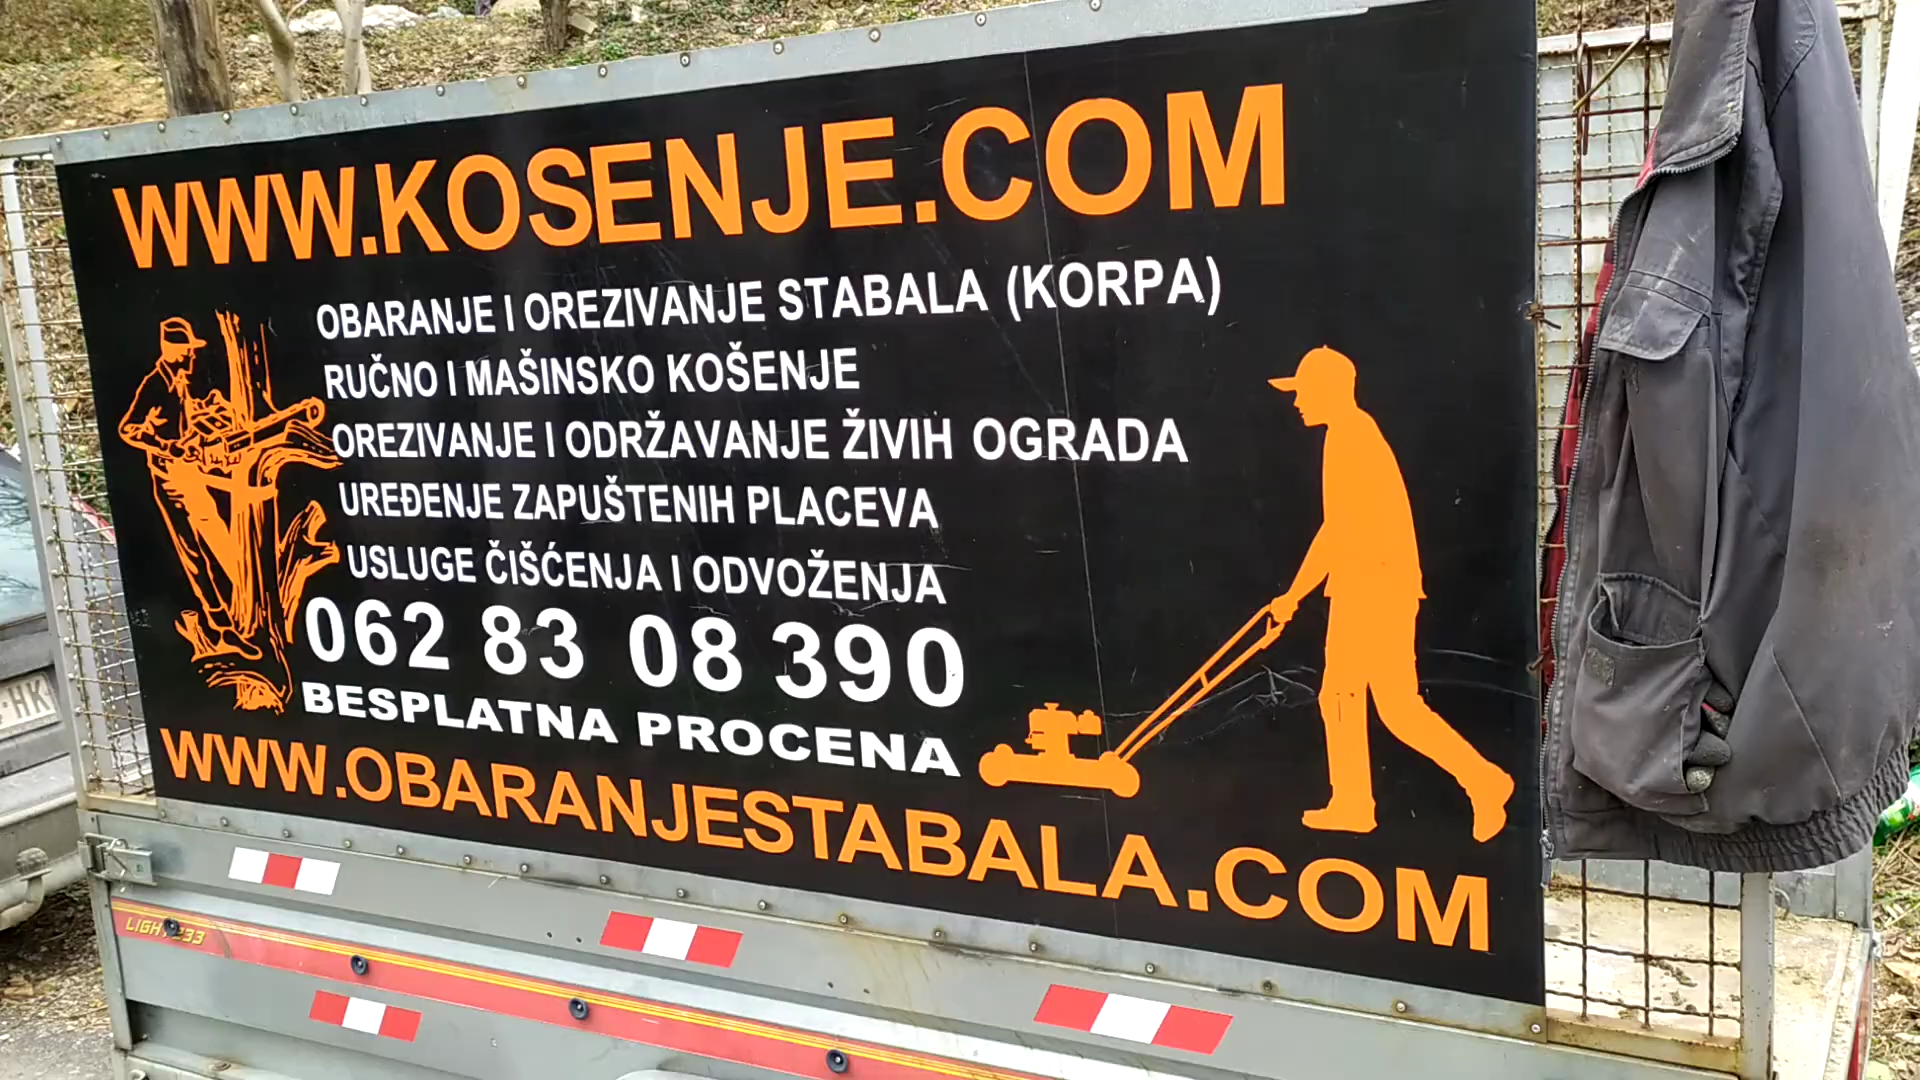 WWW.KOSENJE.COM
OBARANJE I OREZIVANJE STABALA (KORPA)
RUČNO I MAŠINSKO KOŠENJE
OREZIVANJE I ODRŽAVANJE ŽIVIH OGRADA
UREĐENJE ZAPUŠTENIH PLACEVA
USLUGE ČIŠĆENJA I ODVOŽENJA
062 83 08 390
BESPLATNA PROCENA
WWW.OBARANJESTABALA.COM
HK